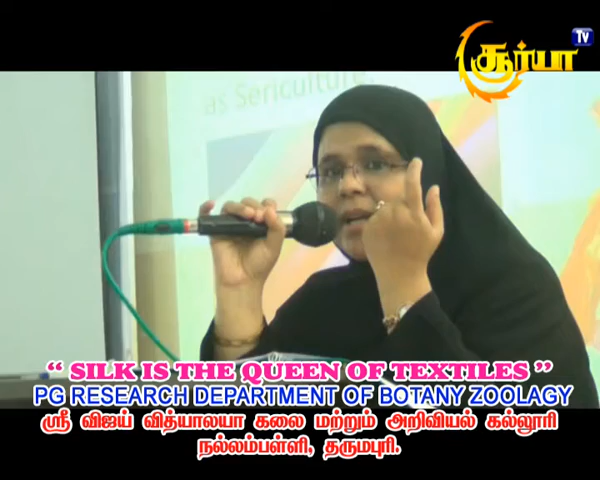 சூர்யா Tv
as Sericulture.
“ SILK IS THE QUEEN OF TEXTILES ”
PG RESEARCH DEPARTMENT OF BOTANY ZOOLAGY
ஸ்ரீ விஜய் வித்யாலயா கலை மற்றும் அறிவியல் கல்லூரி
நல்லம்பள்ளி, தருமபுரி.